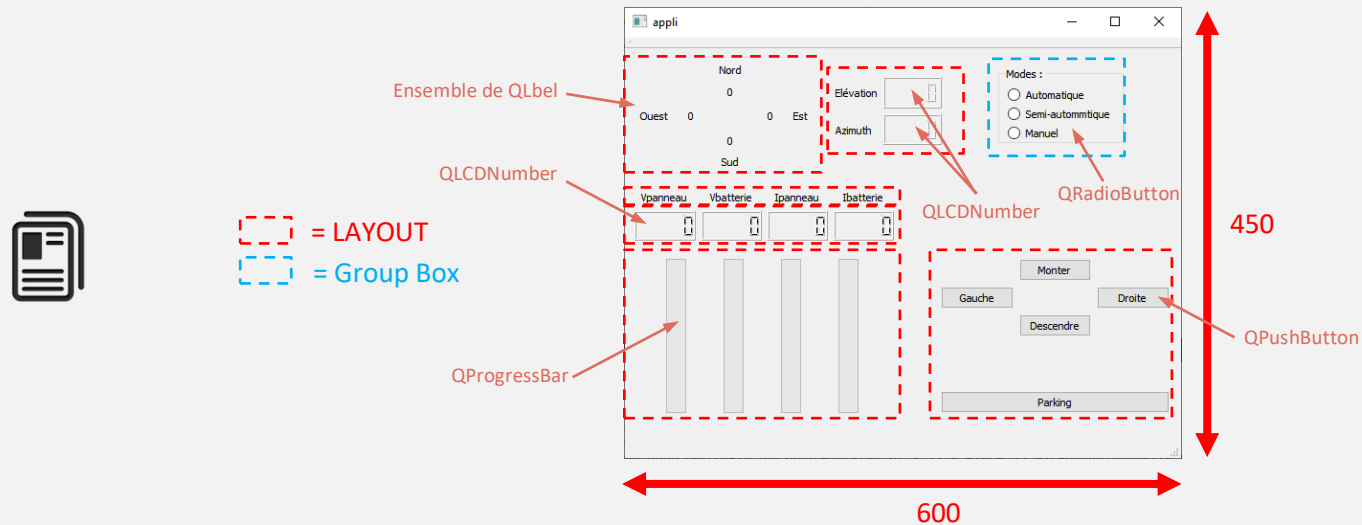 appli
Nord
0
Ouest 0 0 Est
0
Sud
Elévation 0
Azimuth 0
Modes :
Automatique
Semi-autommtique
Manuel
Ensemble de QLbel
QLCDNumber
QLCDNumber
QRadioButton
Vpanneau Vbatterie Ipanneau Ibatterie
0 0 0 0
= LAYOUT
= Group Box
450
Monter
Gauche Droite
Descendre
QPushButton
QProgressBar
Parking
600